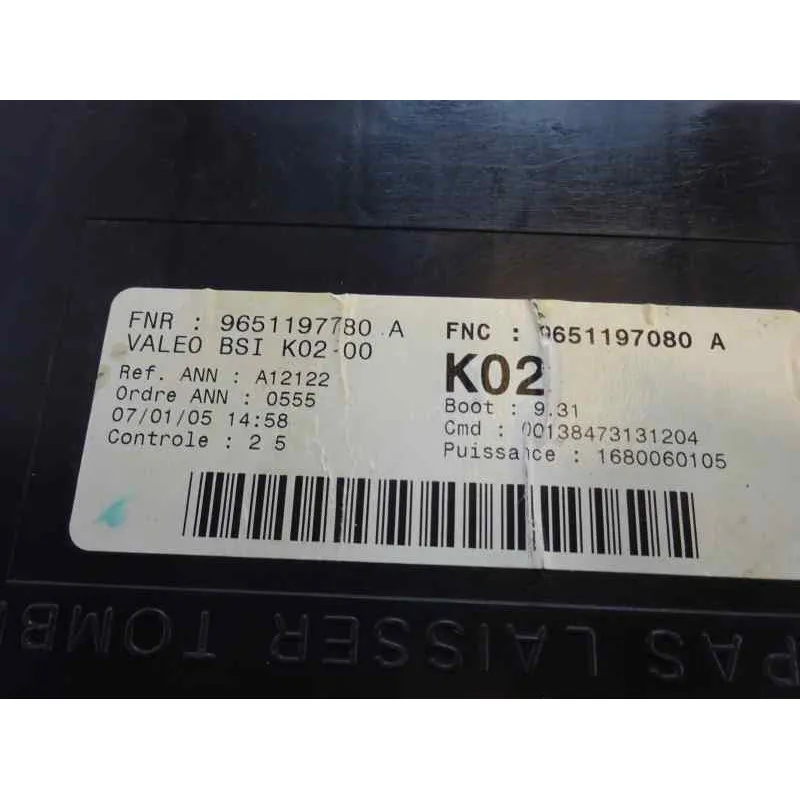 FNR : 9651197780 A
VALEO BSI K02-00
Ref. ANN : A12122
Ordre ANN : 0555
07/01/05 14:58
Controle : 2 5
FNC : 9651197080 A
K02
Boot : 9.31
Cmd : 00138473131204
Puissance : 1680060105
PAS LAISSER TOMB